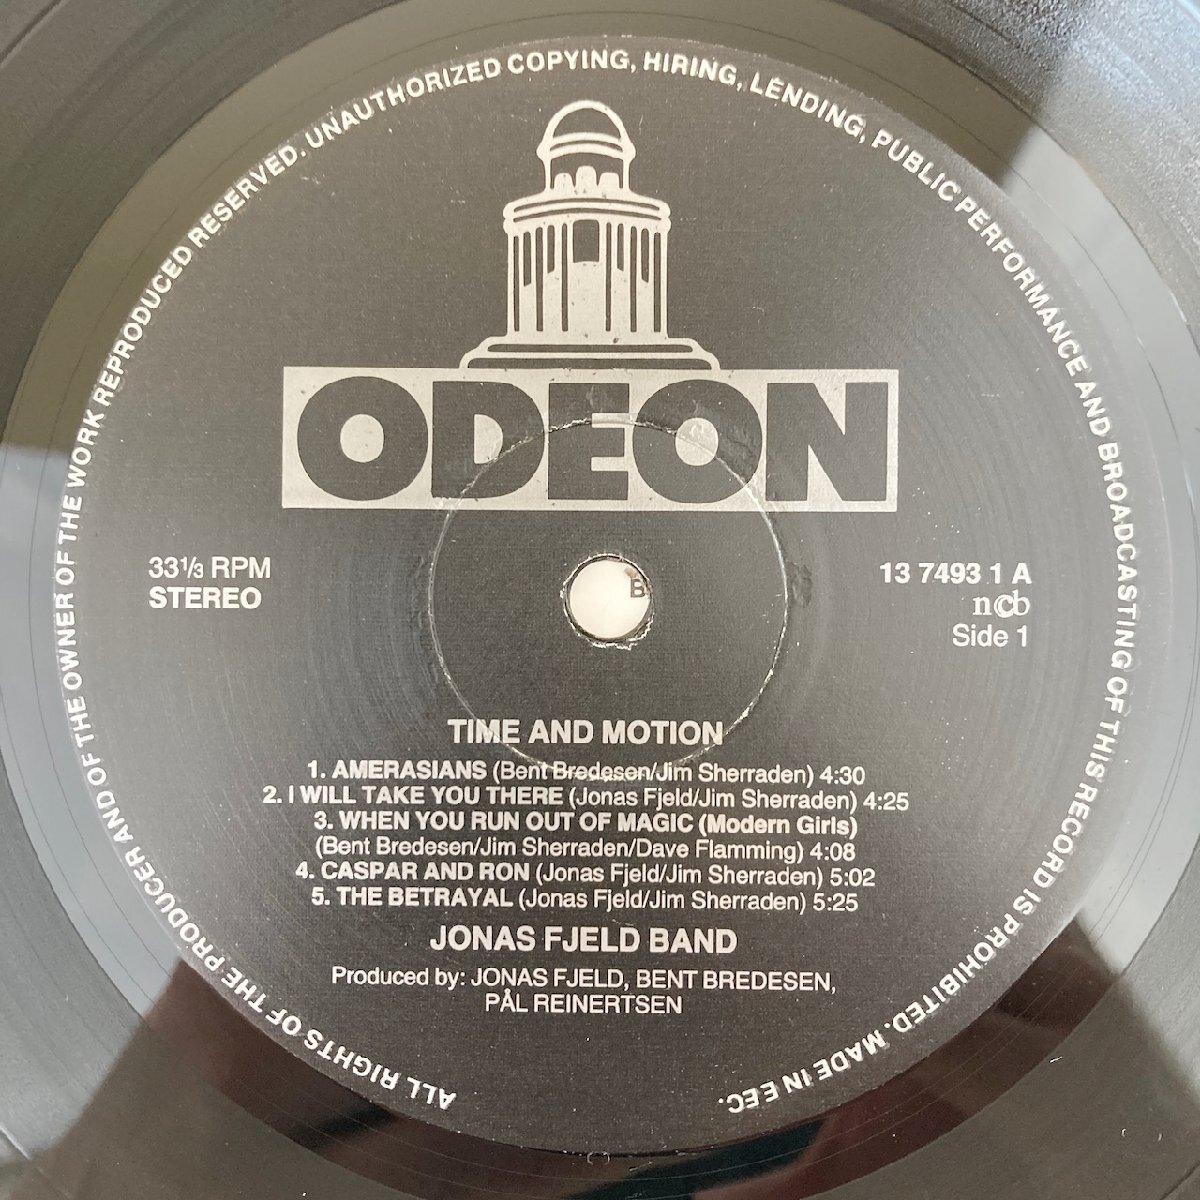 ALL RIGHTS OF THE PRODUCER AND OF THE OWNER OF THE WORK REPRODUCED RESERVED. UNAUTHORIZED COPYING, HIRING, LENDING, PUBLIC PERFORMANCE AND BROADCASTING OF THIS RECORD IS PROHIBITED. MADE IN EEC.
ODEON
33⅓ RPM
STEREO
13 7493 1 A
ncb
Side 1
TIME AND MOTION
1. AMERASIANS (Bent Bredesen/Jim Sherraden) 4:30
2. I WILL TAKE YOU THERE (Jonas Fjeld/Jim Sherraden) 4:25
3. WHEN YOU RUN OUT OF MAGIC (Modern Girls)
(Bent Bredesen/Jim Sherraden/Dave Flamming) 4:08
4. CASPAR AND RON (Jonas Fjeld/Jim Sherraden) 5:02
5. THE BETRAYAL (Jonas Fjeld/Jim Sherraden) 5:25
JONAS FJELD BAND
Produced by: JONAS FJELD, BENT BREDESEN,
PÅL REINERTSEN